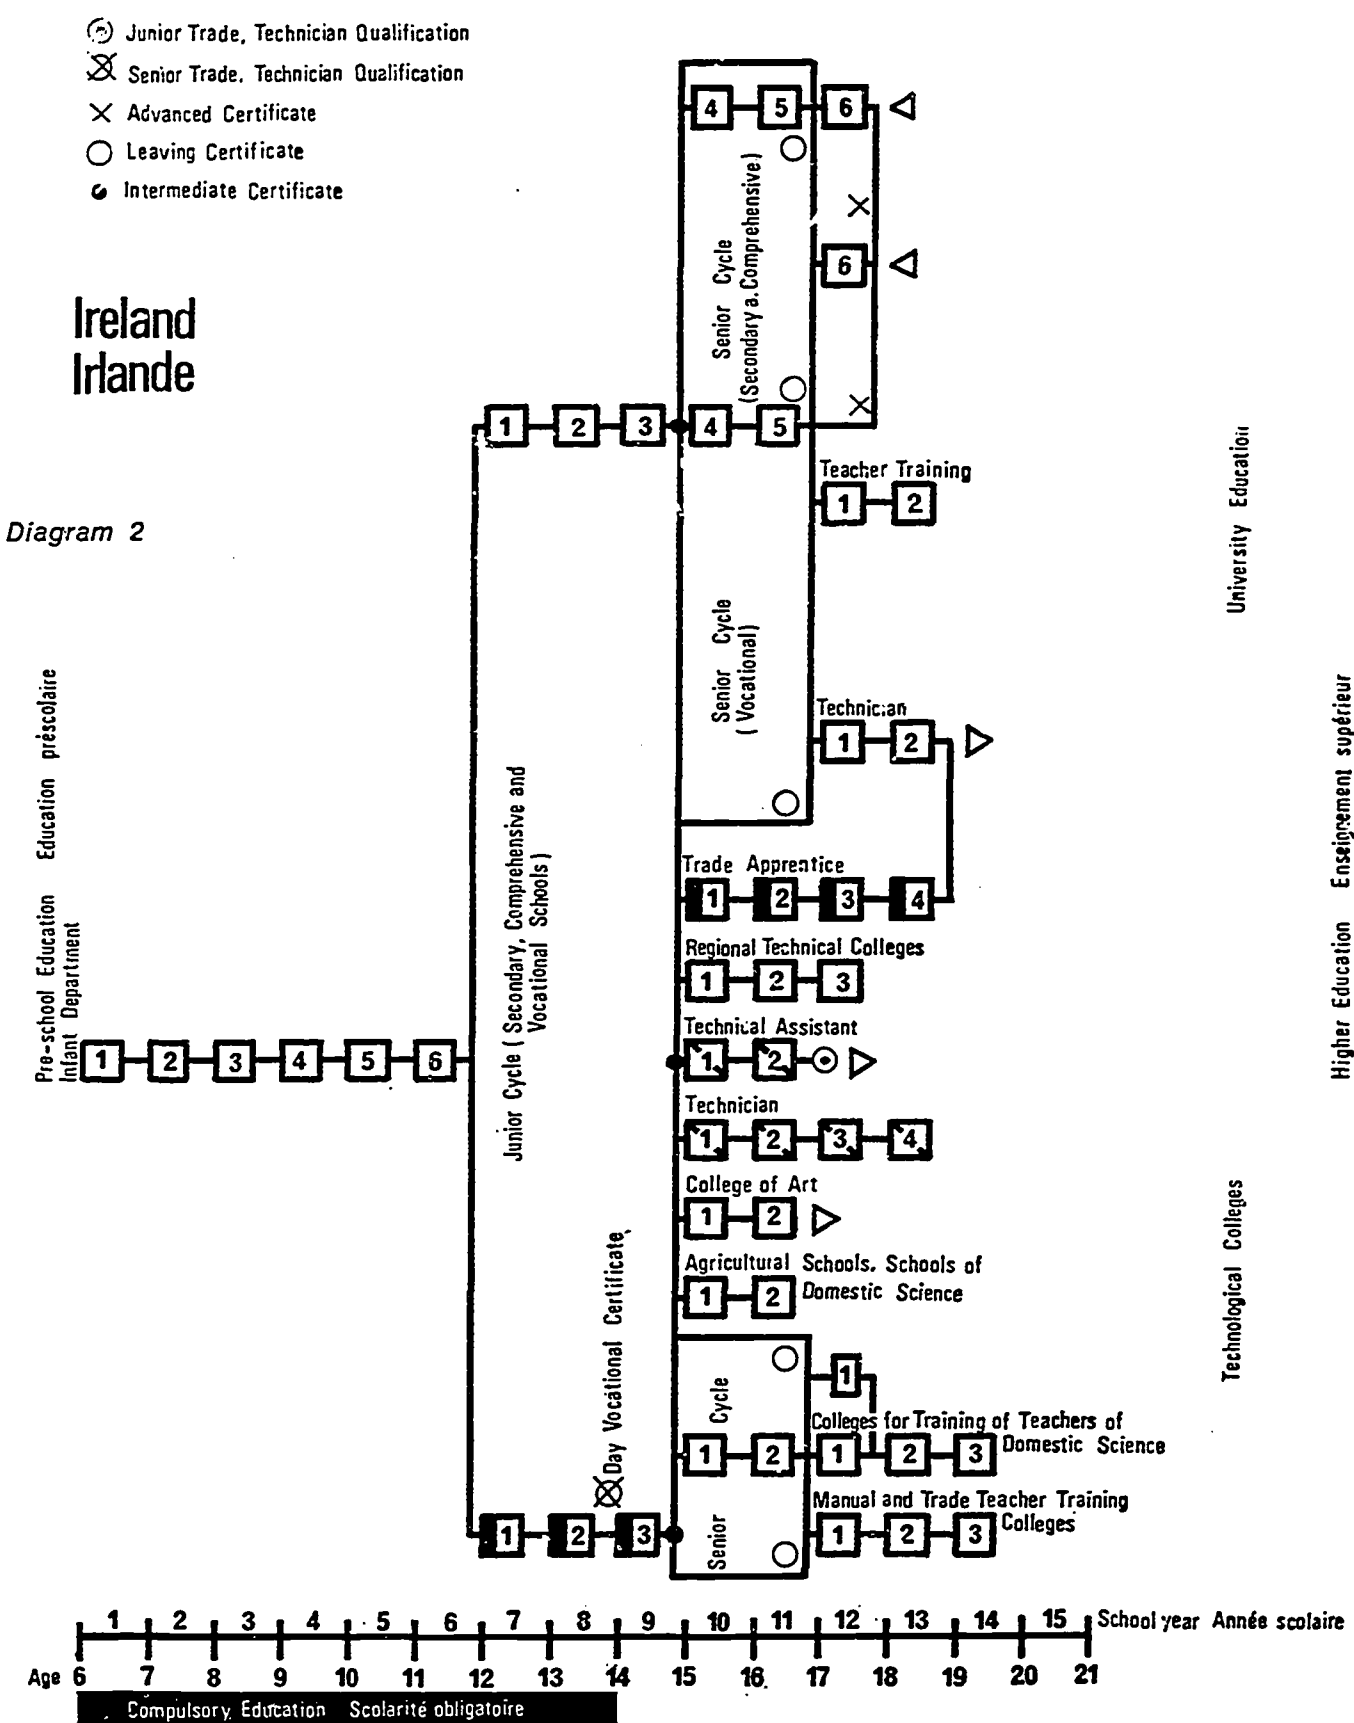 Junior Trade, Technician Qualification
Senior Trade, Technician Qualification
Advanced Certificate
Leaving Certificate
Intermediate Certificate
Ireland
Irlande
Diagram 2
Pre-school Education Education préscolaire
Infant Department
1 2 3 4 5 6
Junior Cycle (Secondary, Comprehensive and
Vocational Schools)
1 2 3
4 5 6
Senior Cycle
(Secondary a. Comprehensive)
6
4 5
Teacher Training
1 2
Senior Cycle
(Vocational)
Technician
1 2
Trade Apprentice
1 2 3 4
Regional Technical Colleges
1 2 3
Technical Assistant
1 2
Technician
1 2 3 4
College of Art
1 2
Agricultural Schools. Schools of
Domestic Science
1 2
Day Vocational Certificate
1 2 3
Senior Cycle
1 2
1
Colleges for Training of Teachers of
Domestic Science
1 2 3
Manual and Trade Teacher Training
Colleges
1 2 3
University Education
Technological Colleges
Higher Education Enseignement supérieur
1 2 3 4 5 6 7 8 9 10 11 12 13 14 15 School year Année scolaire
Age 6 7 8 9 10 11 12 13 14 15 16 17 18 19 20 21
Compulsory Education Scolarité obligatoire